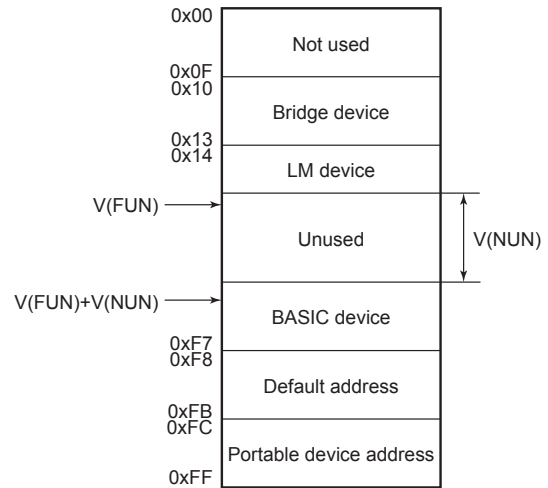 0x00
Not used
0x0F
0x10
Bridge device
0x13
0x14
LM device
V(FUN)
Unused
V(NUN)
V(FUN)+V(NUN)
BASIC device
0xF7
0xF8
Default address
0xFB
0xFC
Portable device address
0xFF